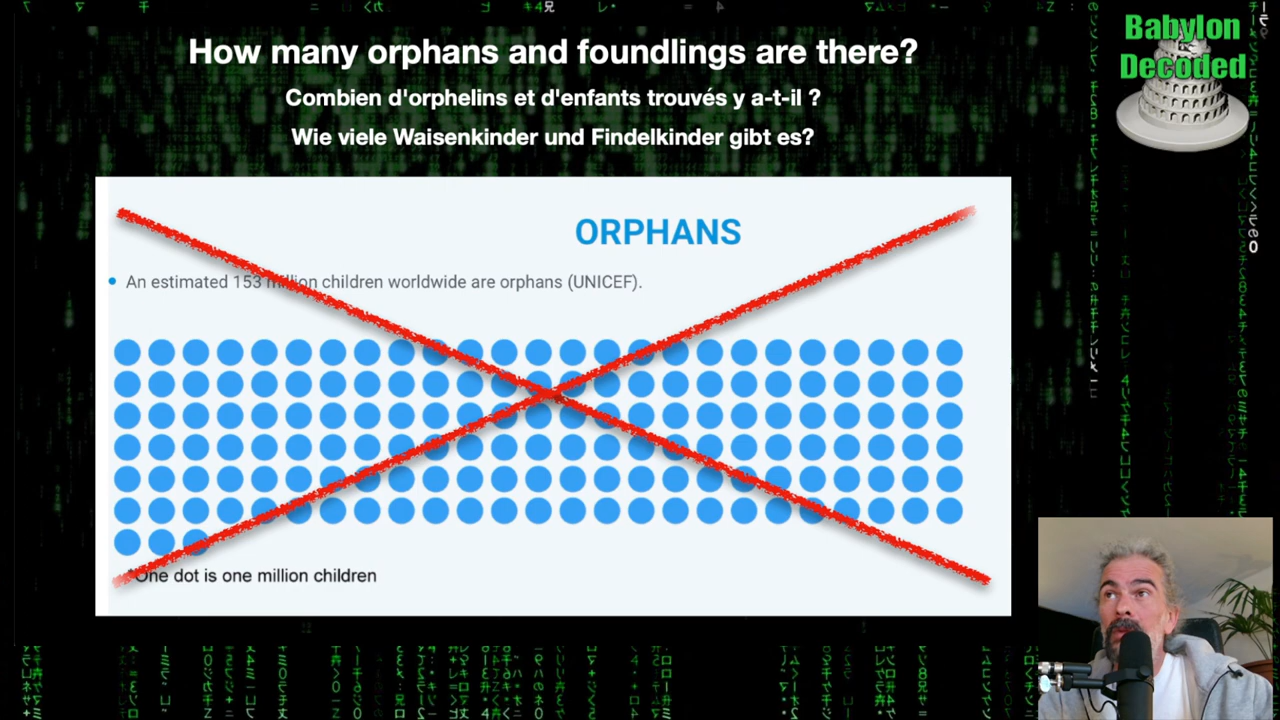 How many orphans and foundlings are there?
Combien d'orphelins et d'enfants trouvés y a-t-il ?
Wie viele Waisenkinder und Findelkinder gibt es?
Babylon
Decoded
ORPHANS
• An estimated 153 million children worldwide are orphans (UNICEF).
*One dot is one million children